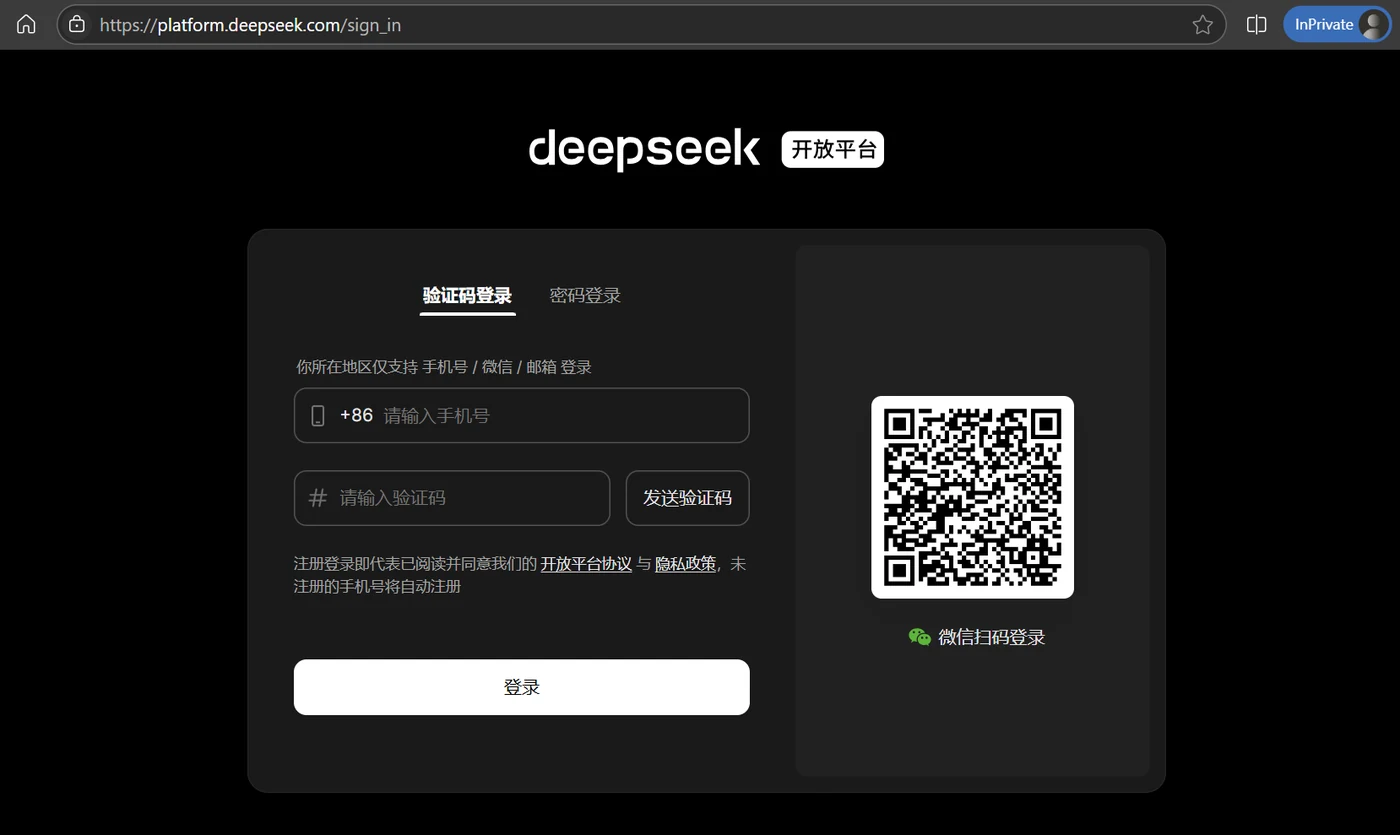 https://platform.deepseek.com/sign_in
InPrivate
deepseek 开放平台
验证码登录 密码登录
你所在地区仅支持 手机号 / 微信 / 邮箱 登录
+86 请输入手机号
# 请输入验证码 发送验证码
注册登录即代表已阅读并同意我们的 开放平台协议 与 隐私政策，未
注册的手机号将自动注册
登录
微信扫码登录